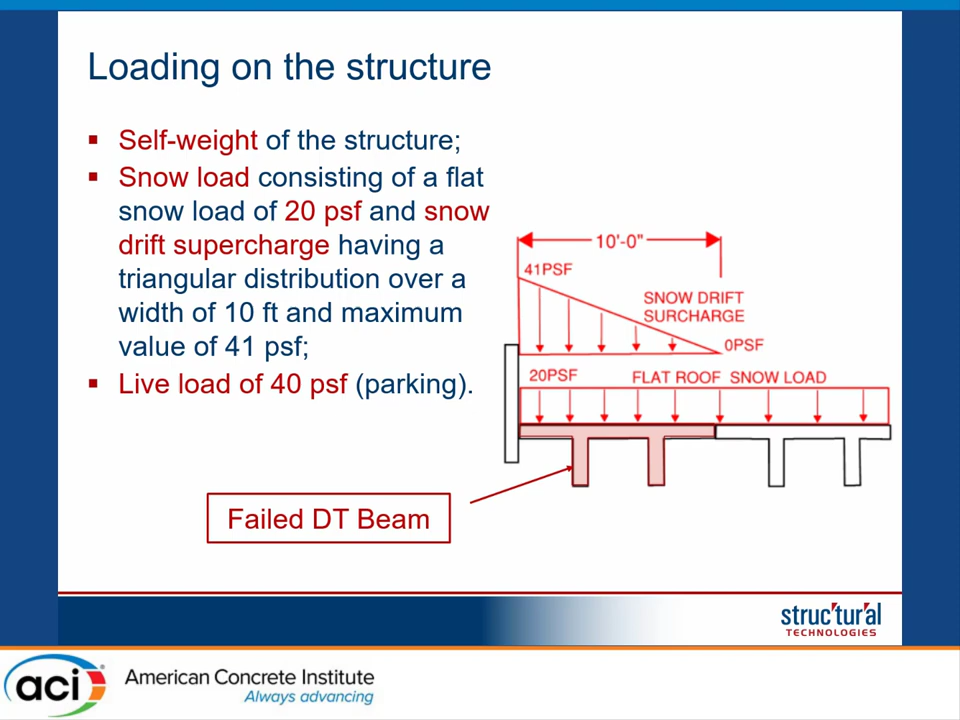 Loading on the structure
▪ Self-weight of the structure;
▪ Snow load consisting of a flat
snow load of 20 psf and snow
drift supercharge having a
triangular distribution over a
width of 10 ft and maximum
value of 41 psf;
▪ Live load of 40 psf (parking).
10'-0"
41PSF
SNOW DRIFT
SURCHARGE
0PSF
20PSF FLAT ROOF SNOW LOAD
Failed DT Beam
struc'tur'al
TECHNOLOGIES
aci American Concrete Institute
Always advancing